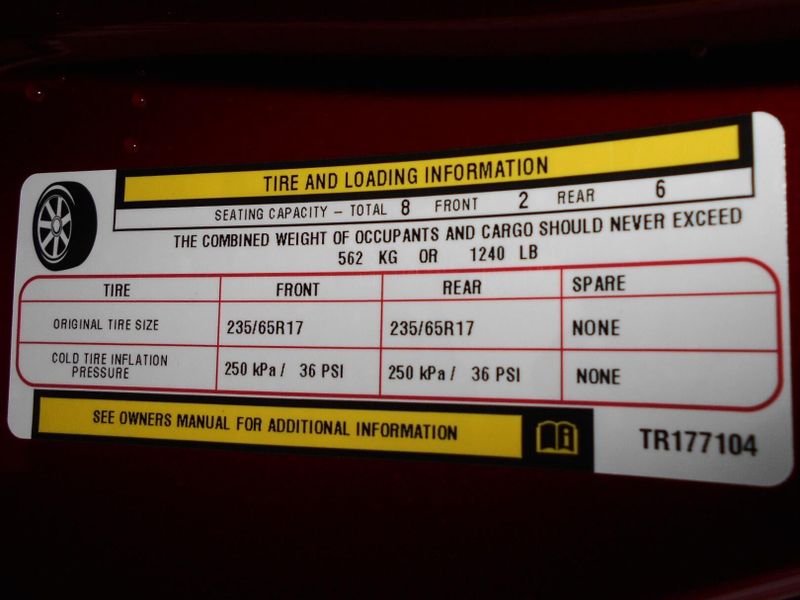 TIRE AND LOADING INFORMATION
SEATING CAPACITY – TOTAL 8 FRONT 2 REAR 6
THE COMBINED WEIGHT OF OCCUPANTS AND CARGO SHOULD NEVER EXCEED
562 KG OR 1240 LB
TIRE FRONT REAR SPARE
ORIGINAL TIRE SIZE 235/65R17 235/65R17 NONE
COLD TIRE INFLATION PRESSURE 250 kPa / 36 PSI 250 kPa / 36 PSI NONE
SEE OWNERS MANUAL FOR ADDITIONAL INFORMATION
TR177104